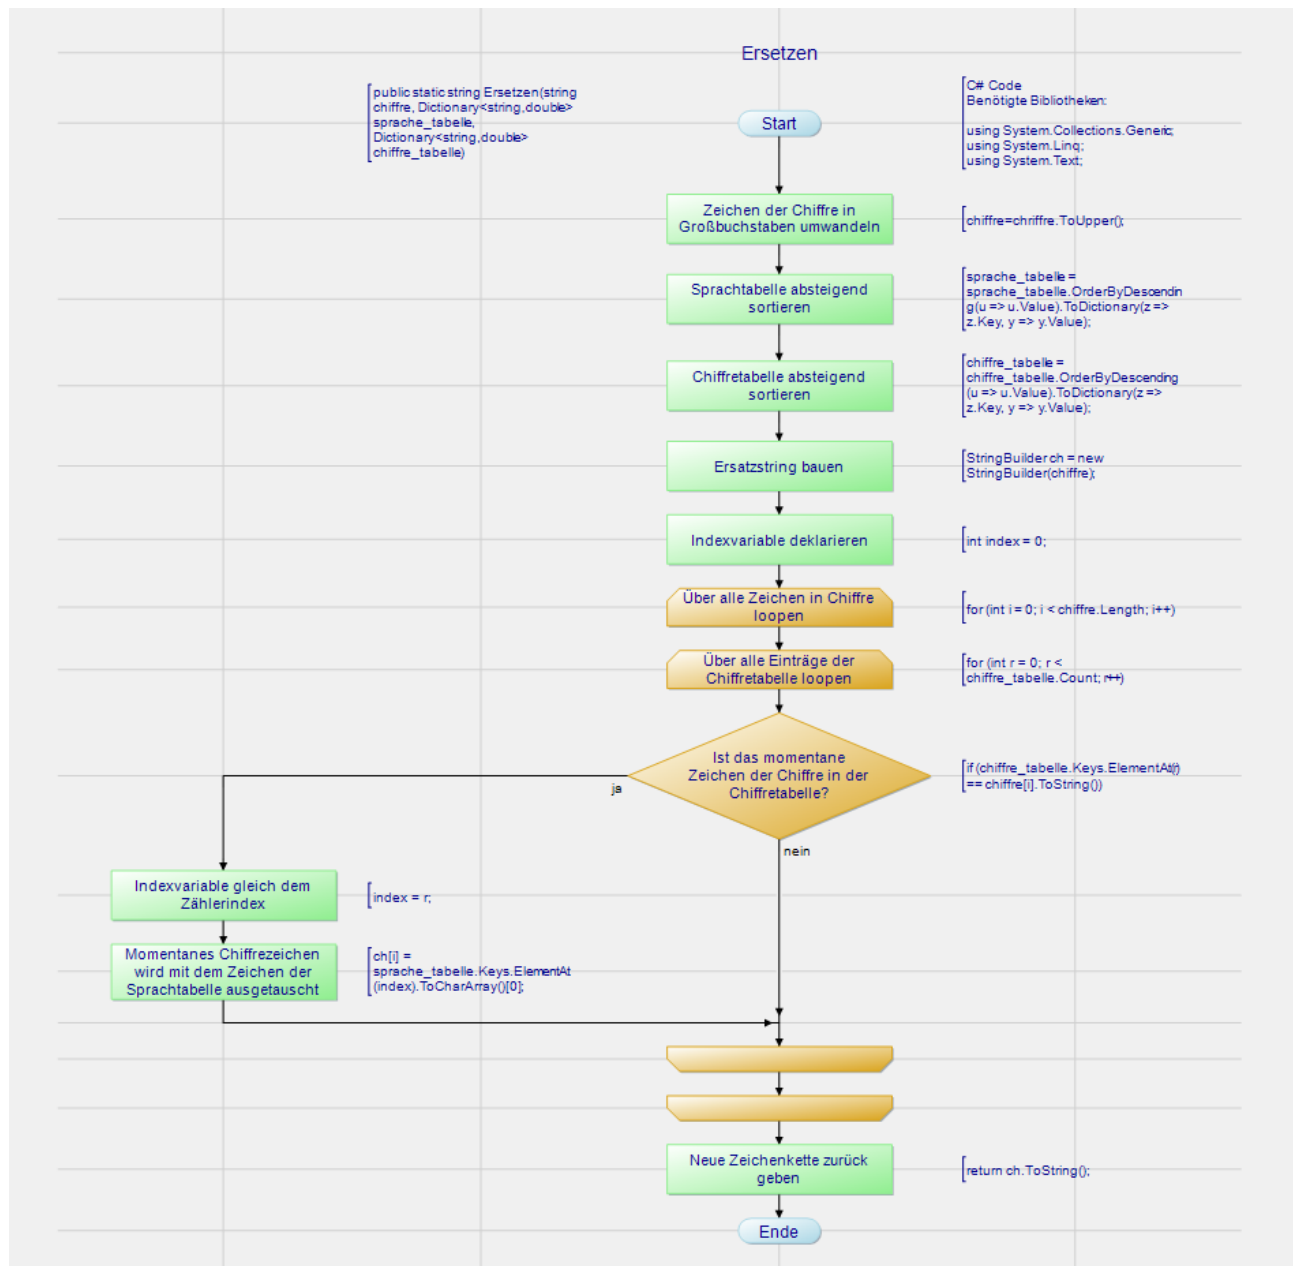 Ersetzen
public static string Ersetzen(string
chiffre, Dictionary<string,double>
sprache_tabelle,
Dictionary<string,double>
chiffre_tabelle)
Start
C# Code
Benötigte Bibliotheken:
using System.Collections.Generic;
using System.Linq;
using System.Text;
Zeichen der Chiffre in
Großbuchstaben umwandeln
chiffre=chriffre.ToUpper();
Sprachtabelle absteigend
sortieren
sprache_tabelle =
sprache_tabelle.OrderByDescendin
g(u => u.Value).ToDictionary(z =>
z.Key, y => y.Value);
Chiffretabelle absteigend
sortieren
chiffre_tabelle =
chiffre_tabelle.OrderByDescending
(u => u.Value).ToDictionary(z =>
z.Key, y => y.Value);
Ersatzstring bauen
StringBuilder ch = new
StringBuilder(chiffre);
Indexvariable deklarieren
int index = 0;
Über alle Zeichen in Chiffre
loopen
for (int i = 0; i < chiffre.Length; i++)
Über alle Einträge der
Chiffretabelle loopen
for (int r = 0; r <
chiffre_tabelle.Count; r++)
Ist das momentane
Zeichen der Chiffre in der
Chiffretabelle?
if (chiffre_tabelle.Keys.ElementAt(r)
== chiffre[i].ToString())
ja
nein
Indexvariable gleich dem
Zählerindex
index = r;
Momentanes Chiffrezeichen
wird mit dem Zeichen der
Sprachtabelle ausgetauscht
ch[i] =
sprache_tabelle.Keys.ElementAt
(index).ToCharArray()[0];
Neue Zeichenkette zurück
geben
return ch.ToString();
Ende